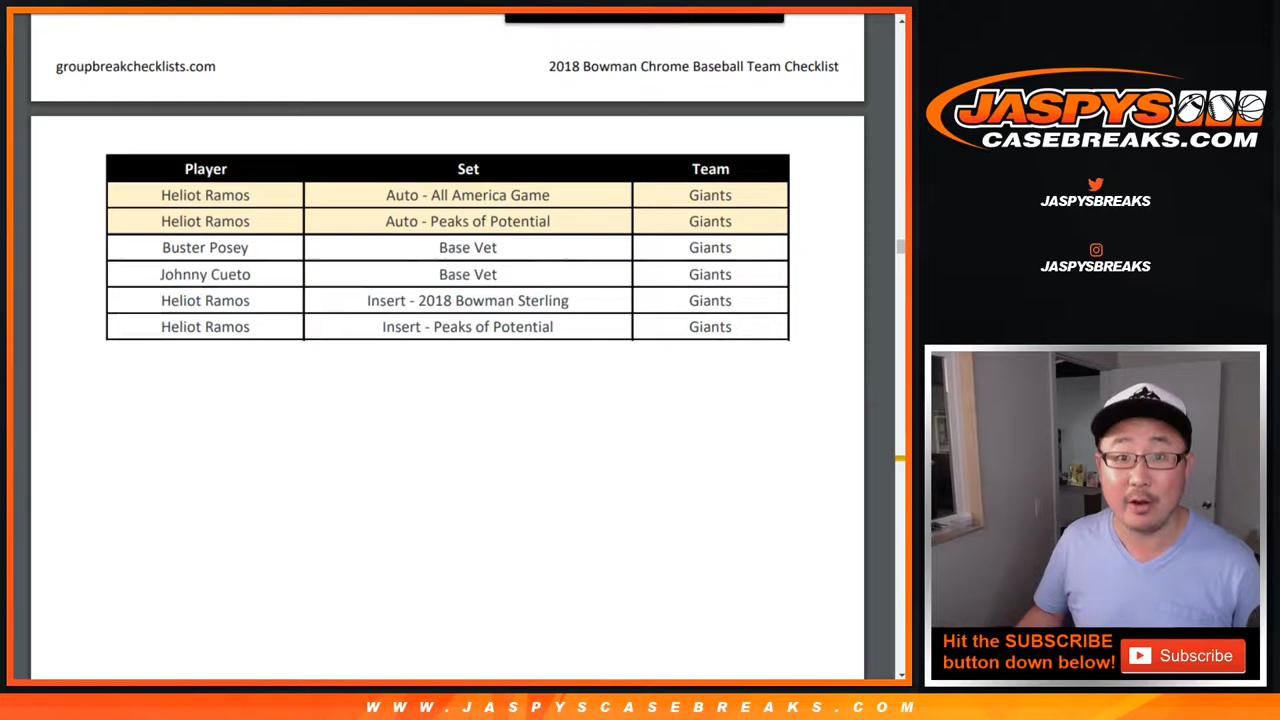 groupbreakchecklists.com
2018 Bowman Chrome Baseball Team Checklist
Player Set Team
Heliot Ramos Auto - All America Game Giants
Heliot Ramos Auto - Peaks of Potential Giants
Buster Posey Base Vet Giants
Johnny Cueto Base Vet Giants
Heliot Ramos Insert - 2018 Bowman Sterling Giants
Heliot Ramos Insert - Peaks of Potential Giants
JASPYS
CASEBREAKS.COM
JASPYSBREAKS
JASPYSBREAKS
Hit the SUBSCRIBE
button down below!
Subscribe
WWW.JASPYSCASEBREAKS.COM